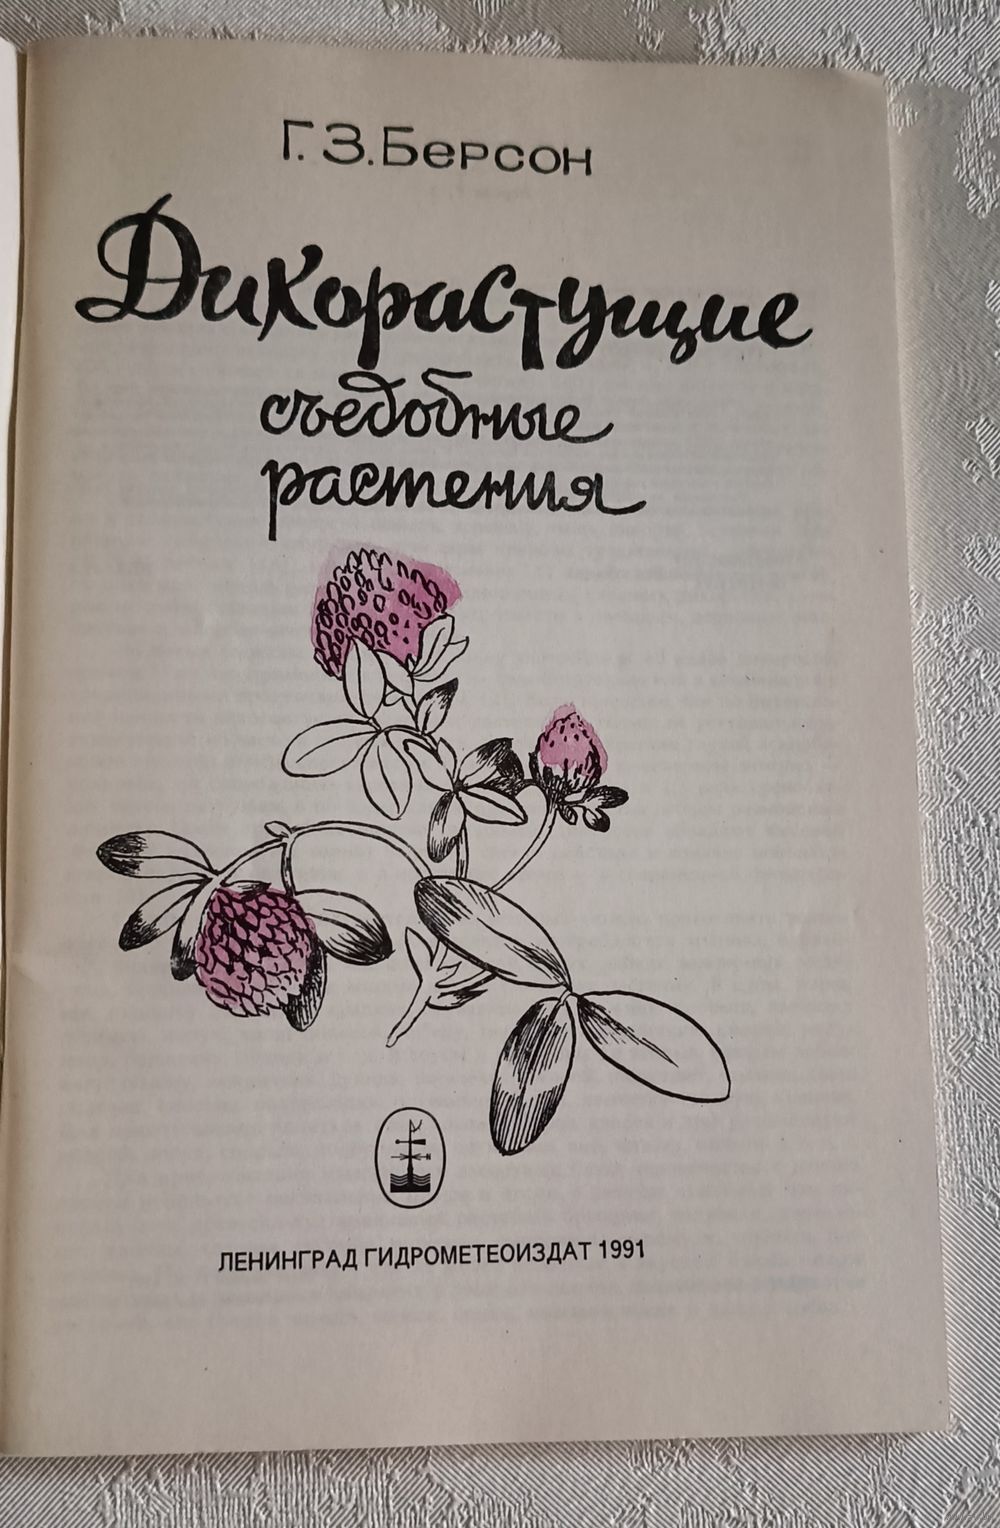 Г. З. Берсон
Дикорастущие
съедобные
растения
ЛЕНИНГРАД ГИДРОМЕТЕОИЗДАТ 1991